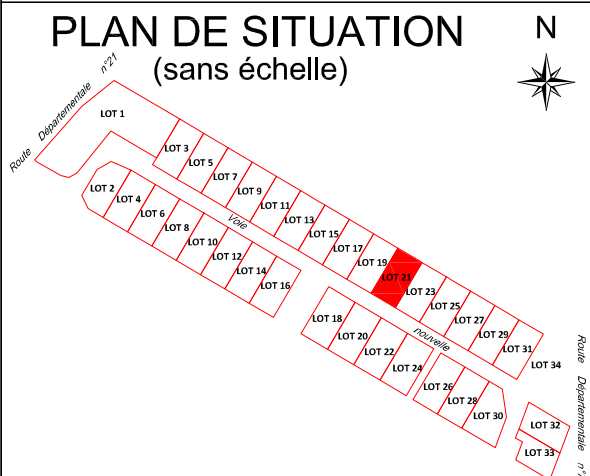 PLAN DE SITUATION
(sans échelle)
N
Route Départementale n°21
LOT 1
LOT 3
LOT 5
LOT 7
LOT 9
LOT 11
LOT 13
LOT 15
LOT 17
LOT 19
LOT 21
LOT 23
LOT 25
LOT 27
LOT 29
LOT 31
LOT 34
LOT 2
LOT 4
LOT 6
LOT 8
LOT 10
LOT 12
LOT 14
LOT 16
Voie nouvelle
LOT 18
LOT 20
LOT 22
LOT 24
LOT 26
LOT 28
LOT 30
LOT 32
LOT 33
Route Départementale